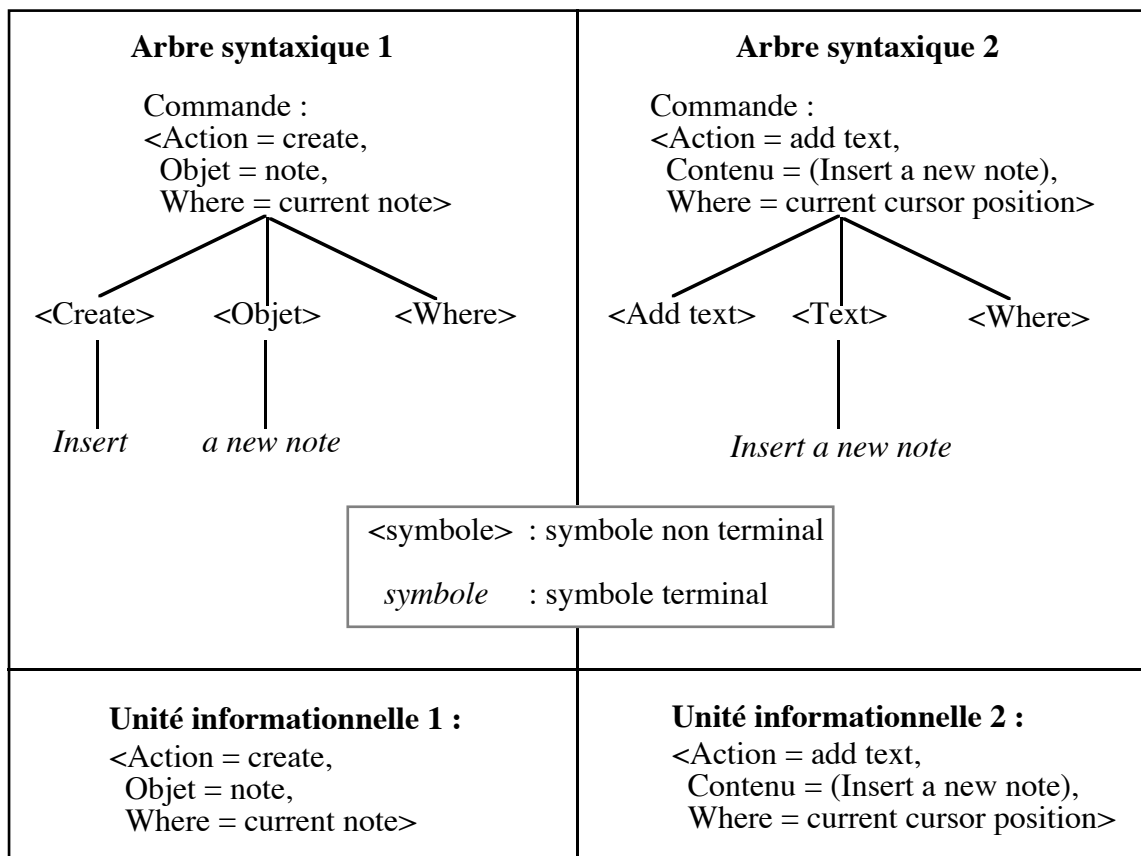 Arbre syntaxique 1
Commande :
<Action = create,
Objet = note,
Where = current note>
<Create> <Objet> <Where>
Insert a new note
Arbre syntaxique 2
Commande :
<Action = add text,
Contenu = (Insert a new note),
Where = current cursor position>
<Add text> <Text> <Where>
Insert a new note
<symbole> : symbole non terminal
symbole : symbole terminal
Unité informationnelle 1 :
<Action = create,
Objet = note,
Where = current note>
Unité informationnelle 2 :
<Action = add text,
Contenu = (Insert a new note),
Where = current cursor position>